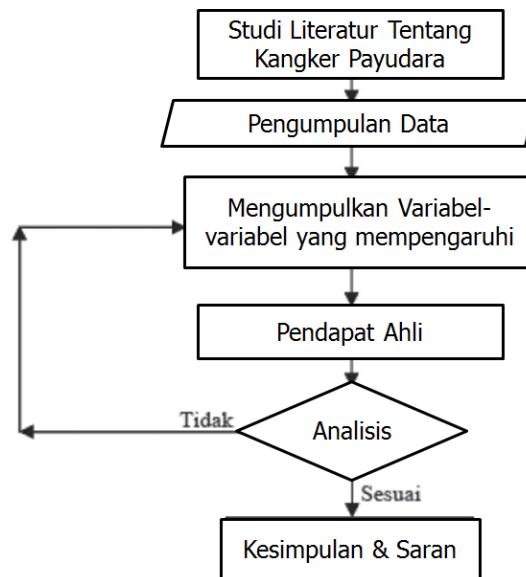 Studi Literatur Tentang
Kangker Payudara
Pengumpulan Data
Mengumpulkan Variabel-
variabel yang mempengaruhi
Pendapat Ahli
Analisis
Tidak
Sesuai
Kesimpulan & Saran